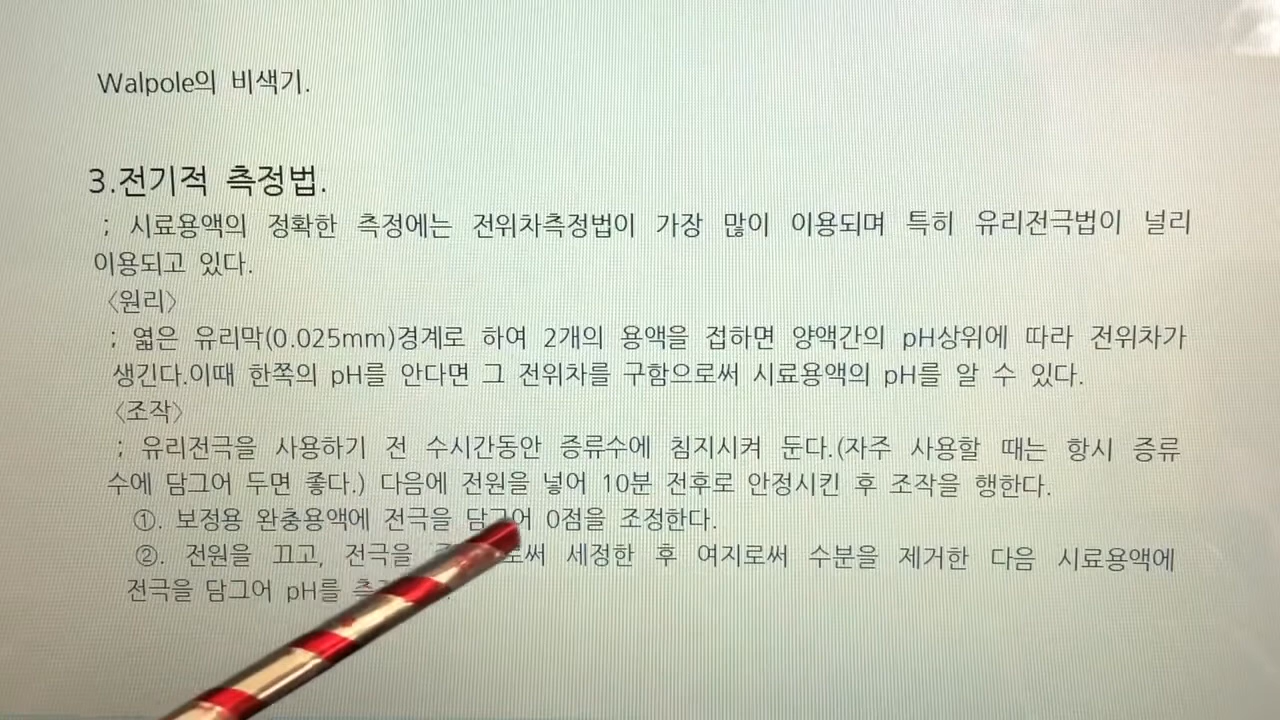 Walpole의 비색기.
3.전기적 측정법.
; 시료용액의 정확한 측정에는 전위차측정법이 가장 많이 이용되며 특히 유리전극법이 널리
이용되고 있다.
〈원리〉
; 엷은 유리막(0.025mm)경계로 하여 2개의 용액을 접하면 양액간의 pH상위에 따라 전위차가
생긴다.이때 한쪽의 pH를 안다면 그 전위차를 구함으로써 시료용액의 pH를 알 수 있다.
〈조작〉
; 유리전극을 사용하기 전 수시간동안 증류수에 침지시켜 둔다.(자주 사용할 때는 항시 증류
수에 담그어 두면 좋다.) 다음에 전원을 넣어 10분 전후로 안정시킨 후 조작을 행한다.
①. 보정용 완충용액에 전극을 담그어 0점을 조정한다.
②. 전원을 끄고, 전극을 세정한 후 여지로써 수분을 제거한 다음 시료용액에
전극을 담그어 pH를